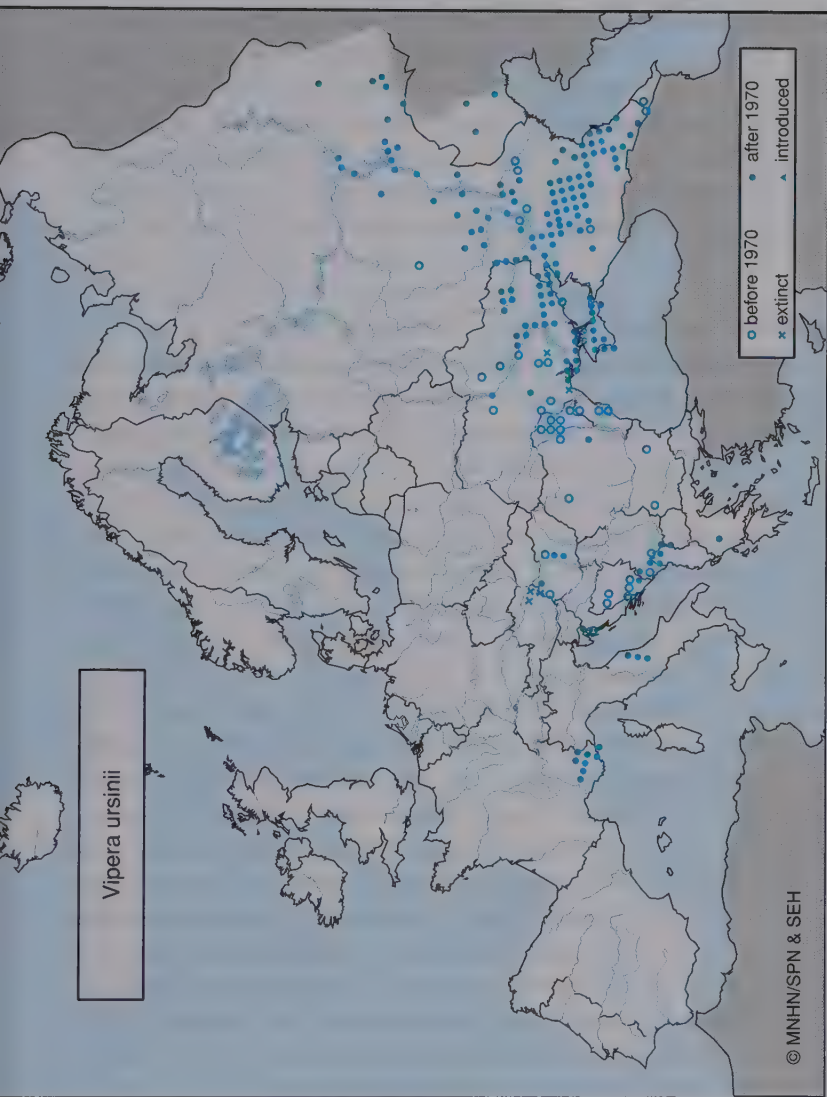 Vipera ursinii
before 1970
after 1970
extinct
introduced
© MNHN/SPN & SEH